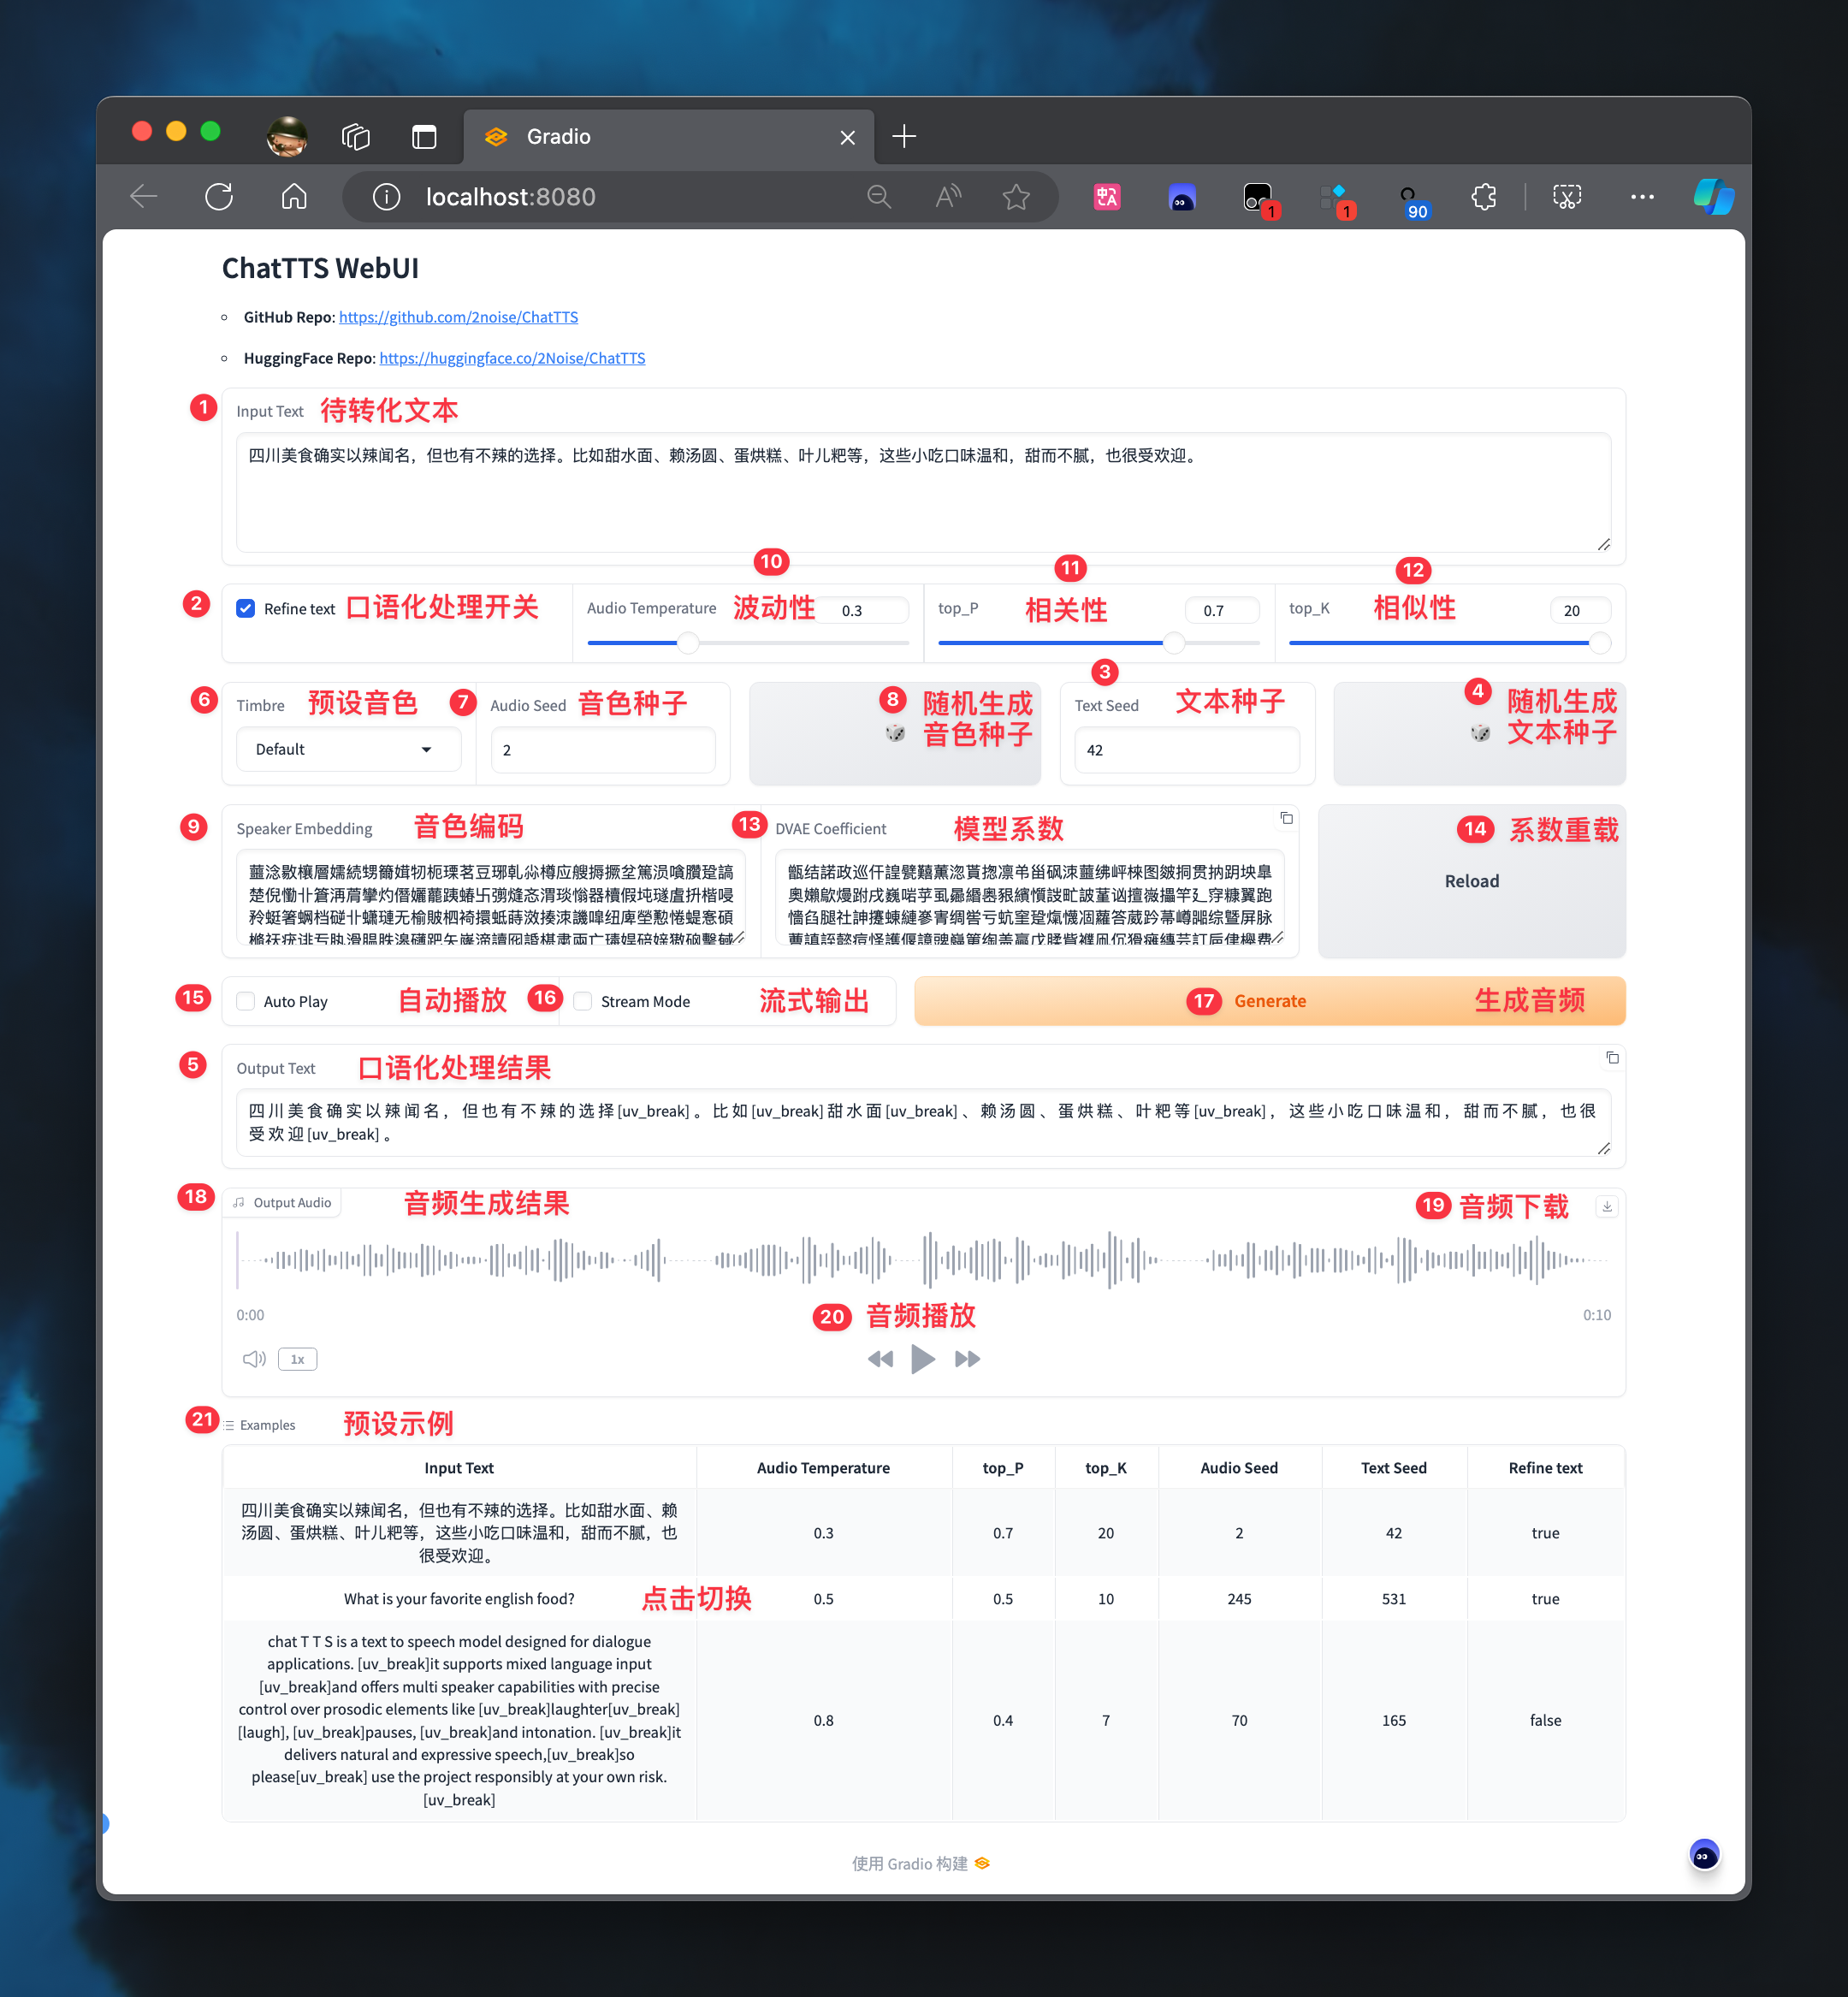 Gradio
localhost:8080
1
1
90
ChatTTS WebUI
GitHub Repo: https://github.com/2noise/ChatTTS
HuggingFace Repo: https://huggingface.co/2Noise/ChatTTS
1 Input Text 待转化文本
四川美食确实以辣闻名，但也有不辣的选择。比如甜水面、赖汤圆、蛋烘糕、叶儿粑等，这些小吃口味温和，甜而不腻，也很受欢迎。
10 11 12
2 Refine text 口语化处理开关 Audio Temperature 波动性 0.3 top_P 相关性 0.7 top_K 相似性 20
3
6 Timbre 预设音色 7 Audio Seed 音色种子 8 随机生成 Text Seed 文本种子 4 随机生成
🎲 音色种子 🎲 文本种子
Default 2 42
9 Speaker Embedding 音色编码 13 DVAE Coefficient 模型系数 14 系数重载
Reload
15 Auto Play 自动播放 16 Stream Mode 流式输出 17 Generate 生成音频
5 Output Text 口语化处理结果
四 川 美 食 确 实 以 辣 闻 名 ， 但 也 有 不 辣 的 选 择 [uv_break] 。 比 如 [uv_break] 甜 水 面 [uv_break] 、 赖 汤 圆 、 蛋 烘 糕 、 叶 粑 等 [uv_break] ， 这 些 小 吃 口 味 温 和 ， 甜 而 不 腻 ， 也 很
受 欢 迎 [uv_break] 。
18 Output Audio 音频生成结果 19 音频下载
0:00 20 音频播放 0:10
1x
21 Examples 预设示例
Input Text Audio Temperature top_P top_K Audio Seed Text Seed Refine text
四川美食确实以辣闻名，但也有不辣的选择。比如甜水面、赖
汤圆、蛋烘糕、叶儿粑等，这些小吃口味温和，甜而不腻，也
很受欢迎。
0.3 0.7 20 2 42 true
What is your favorite english food? 点击切换 0.5 0.5 10 245 531 true
chat T T S is a text to speech model designed for dialogue
applications. [uv_break]it supports mixed language input
[uv_break]and offers multi speaker capabilities with precise
control over prosodic elements like [uv_break]laughter[uv_break]
[laugh], [uv_break]pauses, [uv_break]and intonation. [uv_break]it
delivers natural and expressive speech,[uv_break]so
please[uv_break] use the project responsibly at your own risk.
[uv_break]
0.8 0.4 7 70 165 false
使用 Gradio 构建